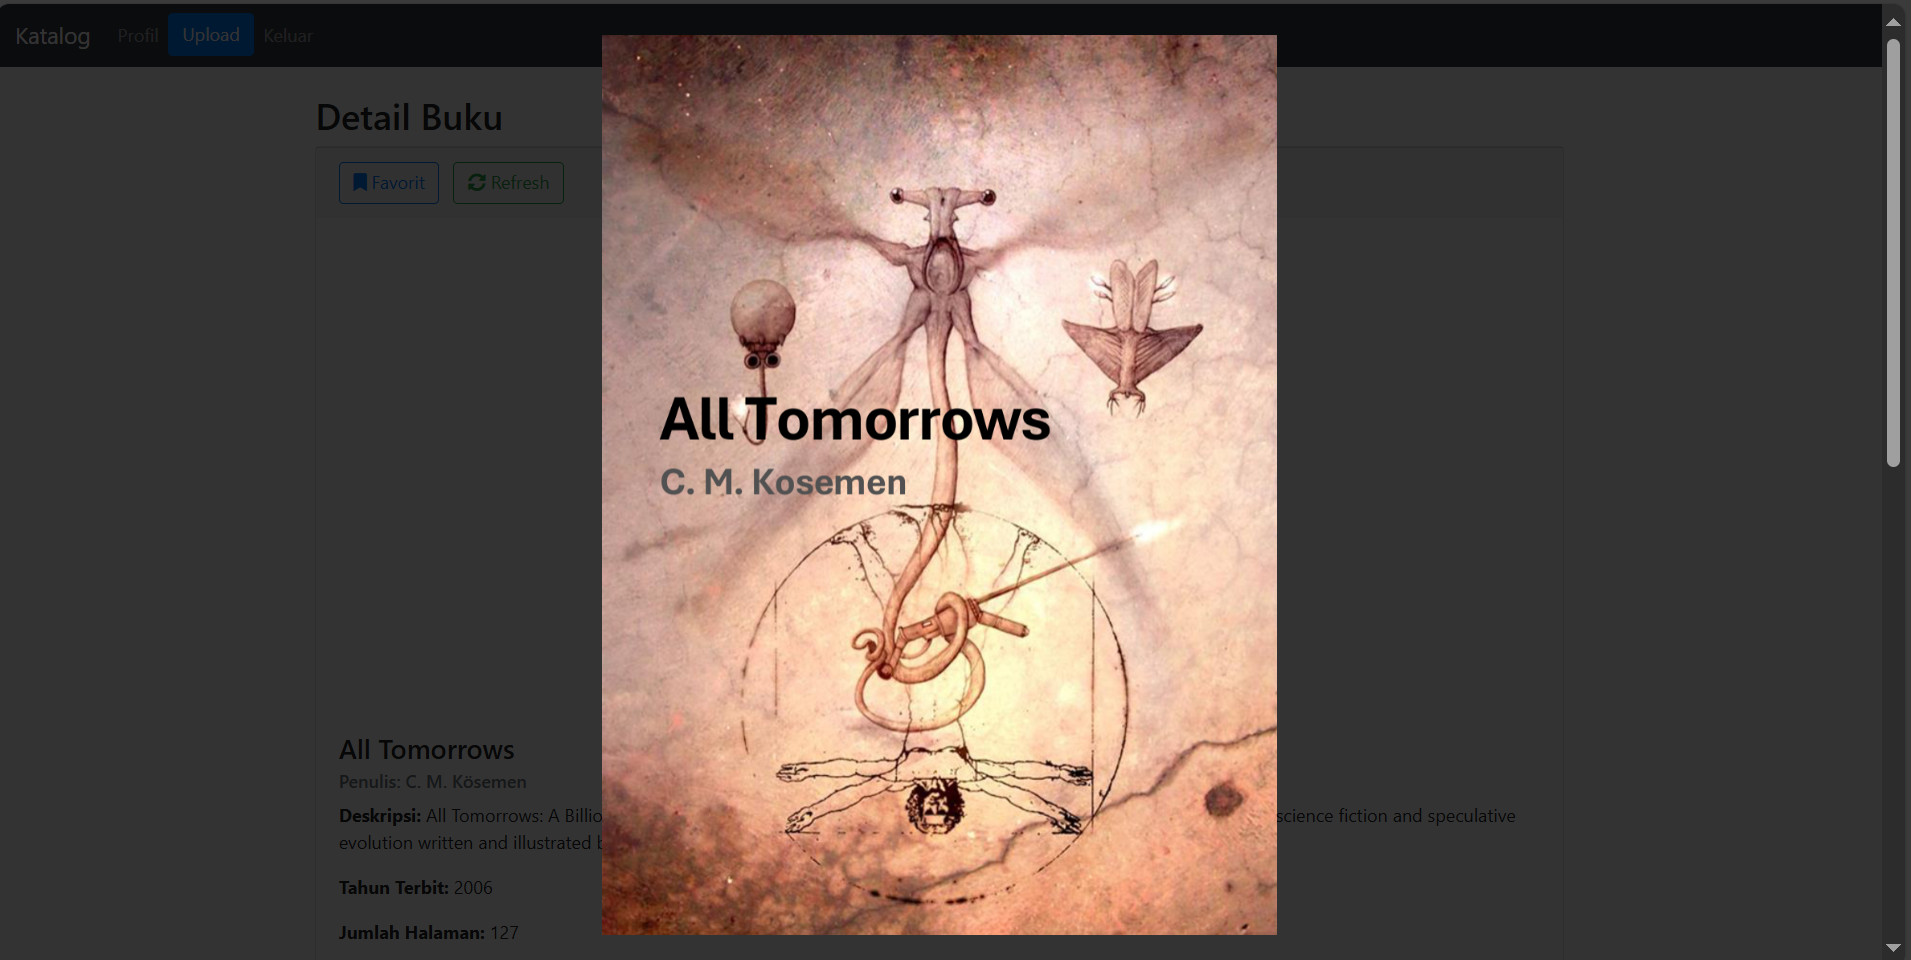 Katalog Profil Upload Keluar
Detail Buku
Favorit Refresh
All Tomorrows
C. M. Kosemen
All Tomorrows
Penulis: C. M. Kösemen
Deskripsi: All Tomorrows: A Billio science fiction and speculative
evolution written and illustrated
Tahun Terbit: 2006
Jumlah Halaman: 127